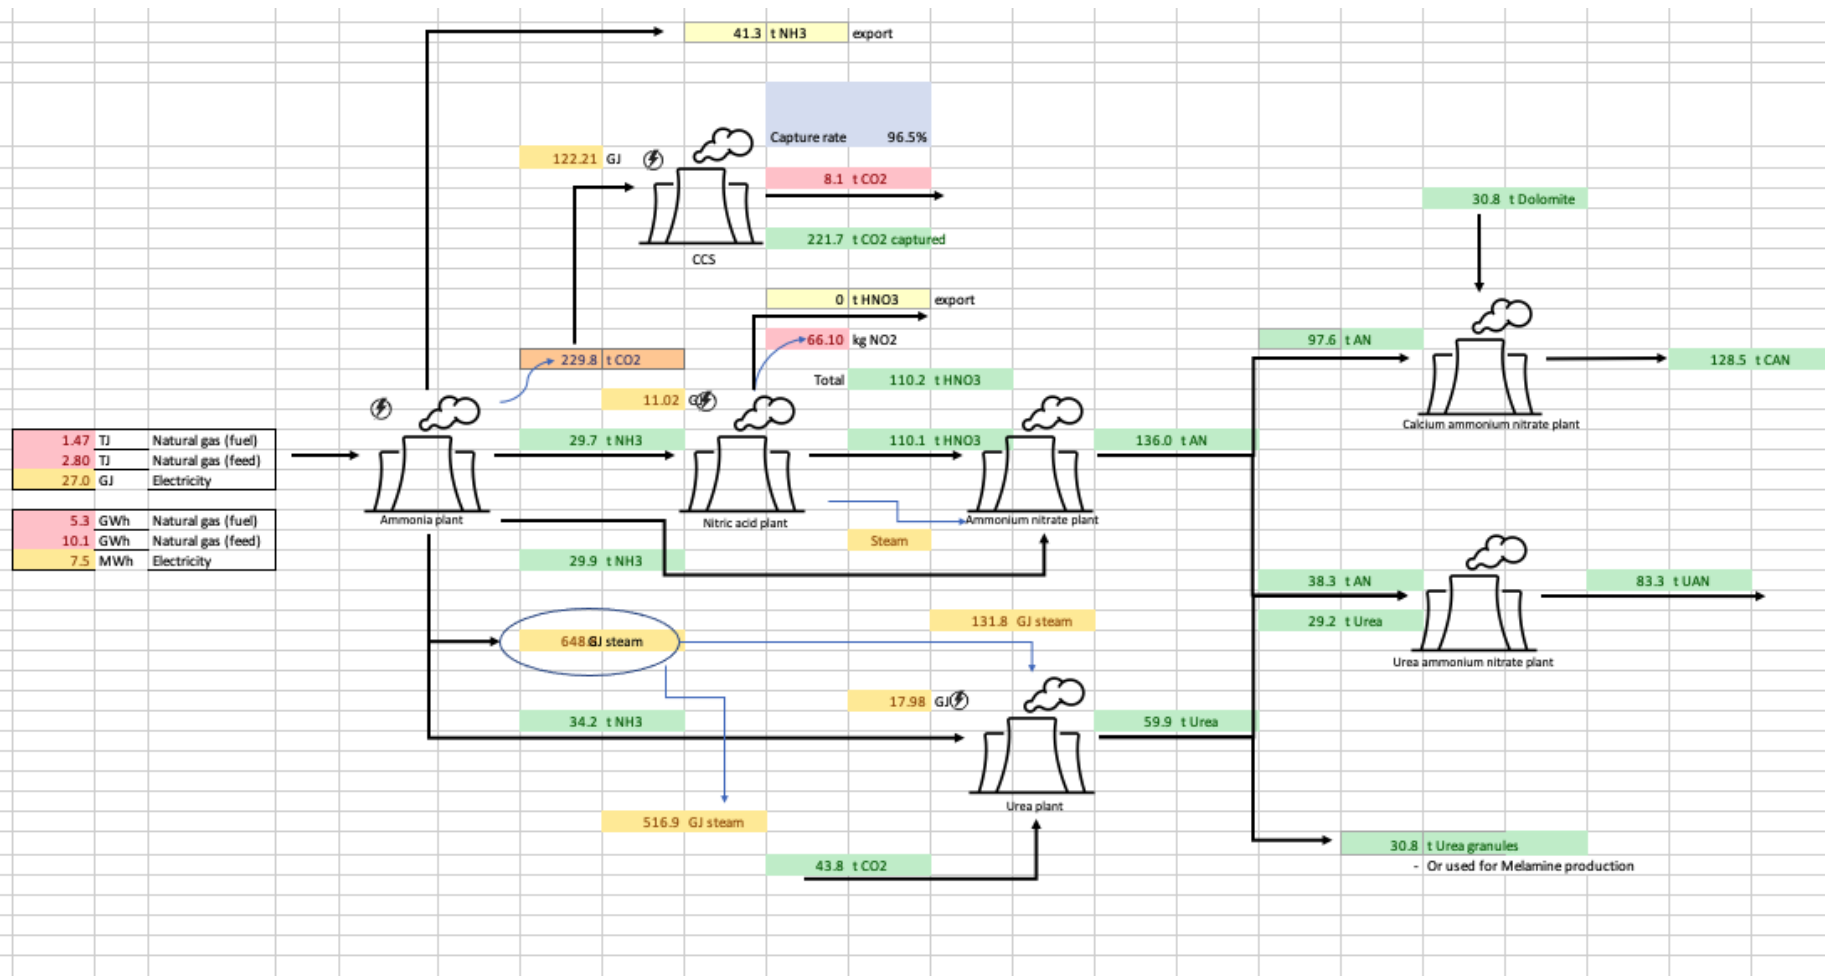 41.3 t NH3 export
Capture rate 96.5%
122.21 GJ
8.1 t CO2
30.8 t Dolomite
221.7 t CO2 captured
CCS
0 t HNO3 export
66.10 kg NO2
97.6 t AN
229.8 t CO2
128.5 t CAN
Total 110.2 t HNO3
11.02
Calcium ammonium nitrate plant
1.47 TJ Natural gas (fuel)
29.7 t NH3
110.1 t HNO3
136.0 t AN
2.80 TJ Natural gas (feed)
27.0 GJ Electricity
Ammonia plant
Nitric acid plant
Ammonium nitrate plant
5.3 GWh Natural gas (fuel)
10.1 GWh Natural gas (feed)
Steam
7.5 MWh Electricity
29.9 t NH3
38.3 t AN
83.3 t UAN
131.8 GJ steam
29.2 t Urea
GJ steam
Urea ammonium nitrate plant
17.98 GJ
34.2 t NH3
59.9 t Urea
Urea plant
516.9 GJ steam
30.8 t Urea granules
43.8 t CO2
- Or used for Melamine production